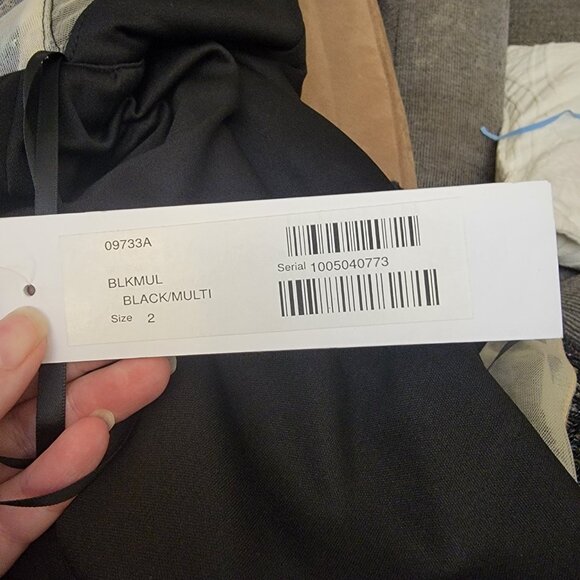 09733A
BLKMUL
BLACK/MULTI
Size 2
Serial 1005040773